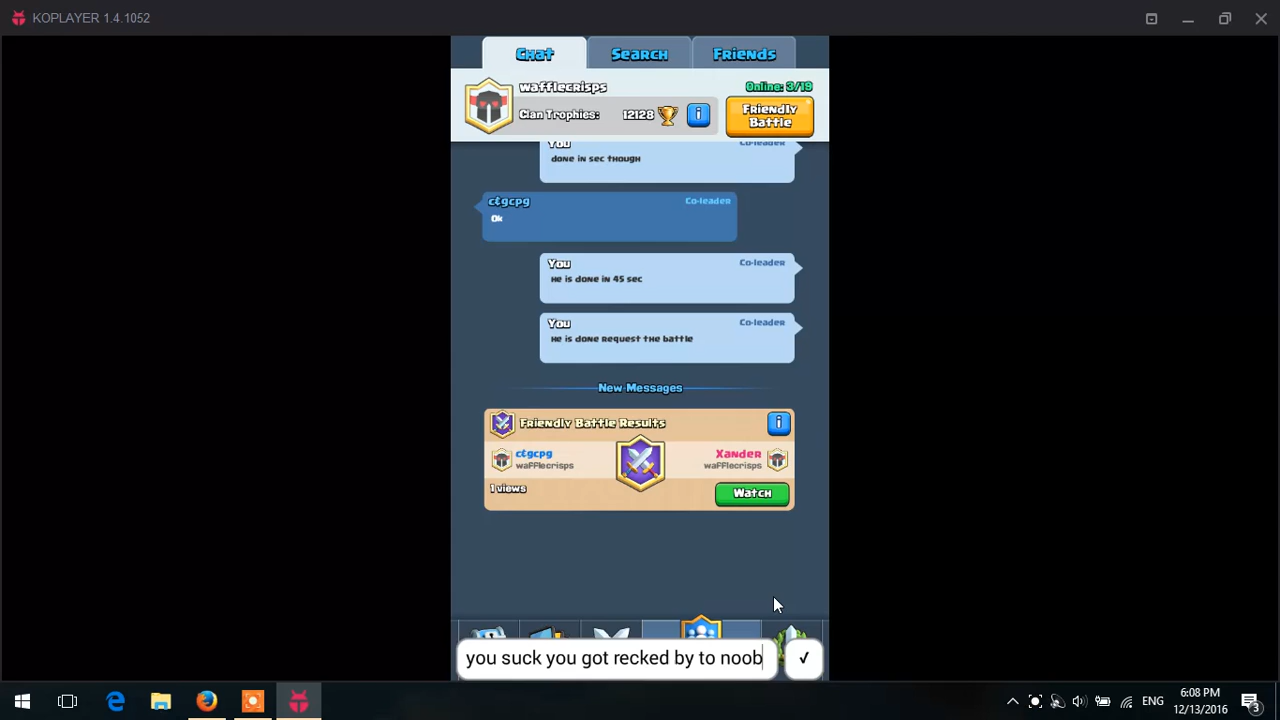 KOPLAYER 1.4.1052
Chat
Search
Friends
wafflecrisps
Online: 3/19
Clan Trophies:
12128
i
Friendly
Battle
You
Co-leader
done in sec though
ctgcpg
Co-leader
Ok
You
Co-leader
He is done in 45 sec
You
Co-leader
He is done request the battle
New Messages
Friendly Battle Results
i
ctgcpg
wafflecrisps
Xander
wafflecrisps
1 views
Watch
you suck you got recked by to noob
ENG
6:08 PM
12/13/2016
3